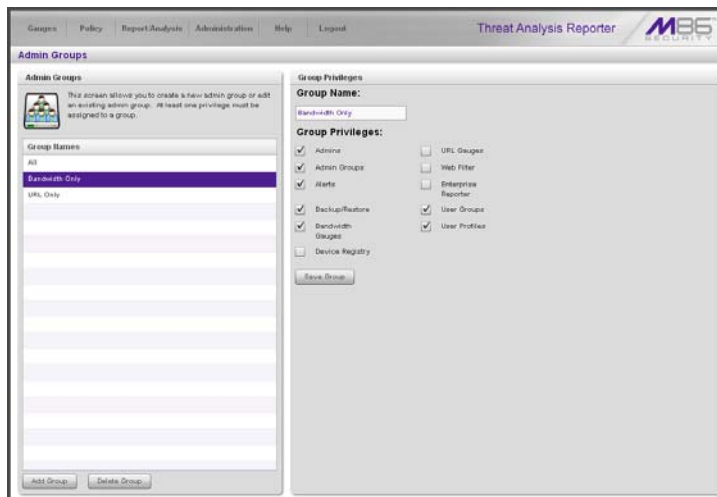 Gauges Policy Report/Analysis Administration Help Logout
Threat Analysis Reporter
M86 SECURITY
Admin Groups
Admin Groups
This screen allows you to create a new admin group or edit
an existing admin group. At least one privilege must be
assigned to a group.
Group Names
All
Bandwidth Only
URL Only
Add Group Delete Group
Group Privileges
Group Name:
Bandwidth Only
Group Privileges:
Admins URL Gauges
Admin Groups Web Filter
Alerts Enterprise
Reporter
Backup/Restore User Groups
Bandwidth User Profiles
Gauges
Device Registry
Save Group